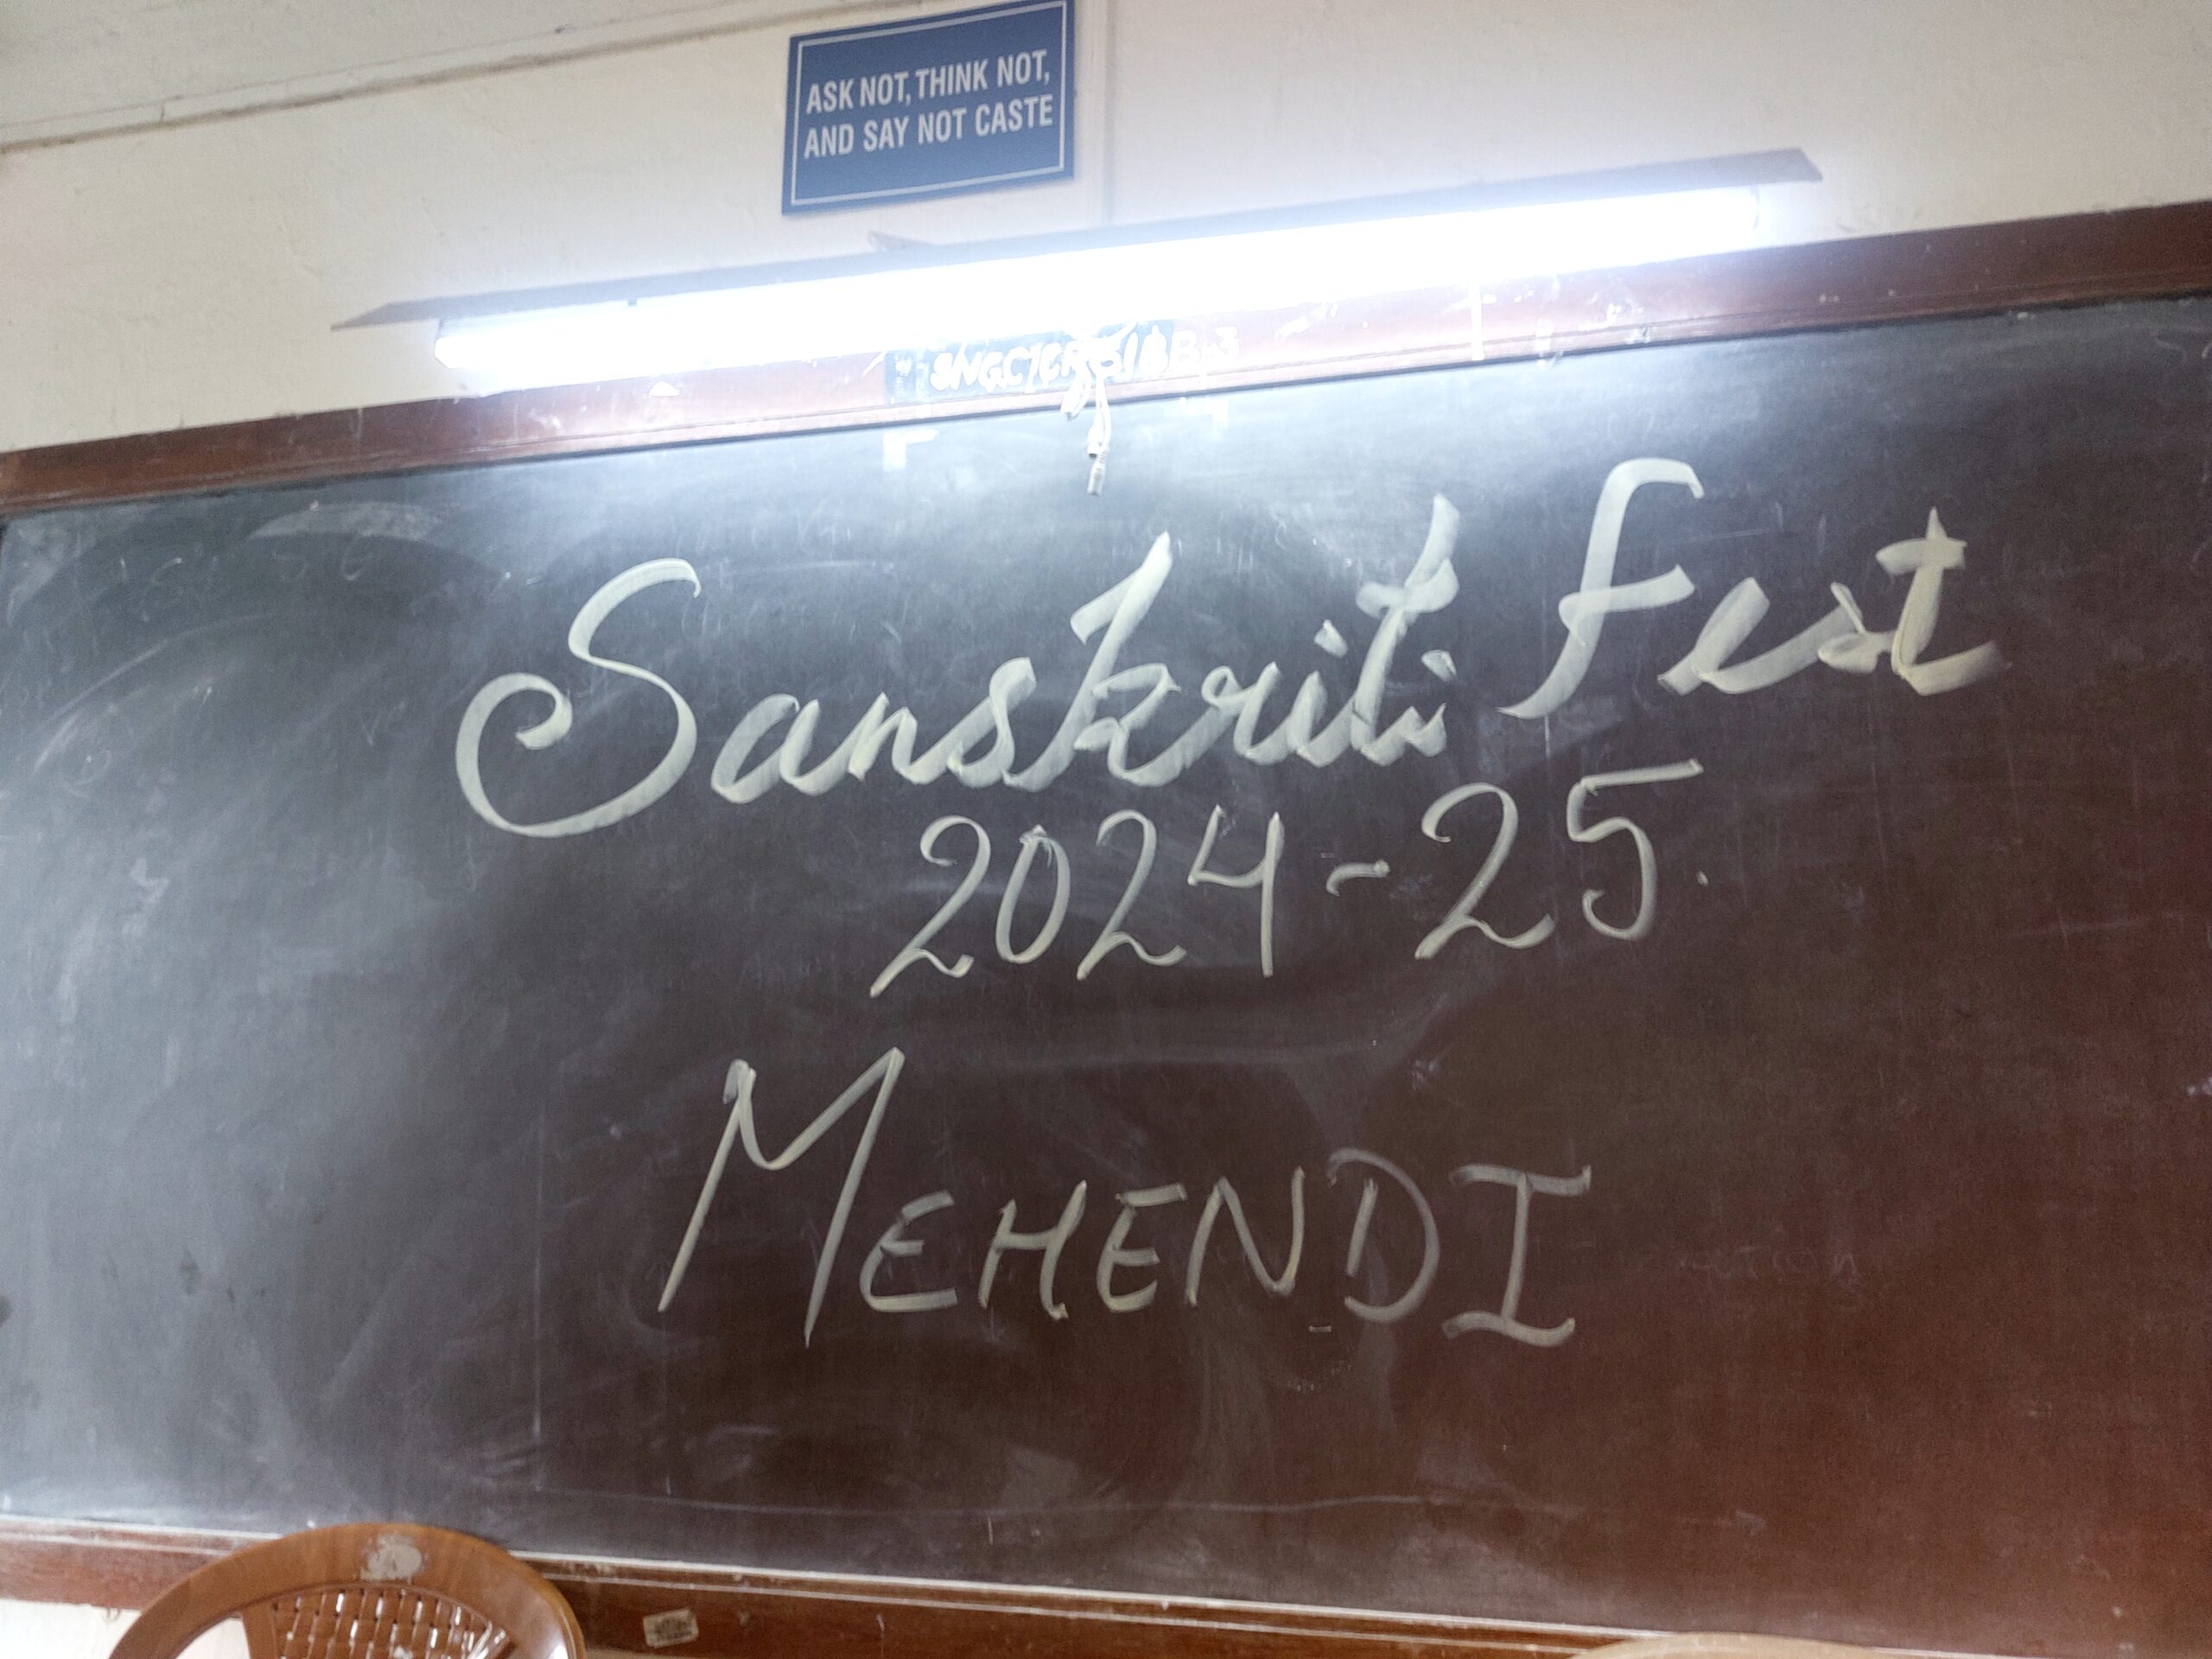 ASK NOT, THINK NOT,
AND SAY NOT CASTE
Sanskriti Fest
2024-25
MEHENDI